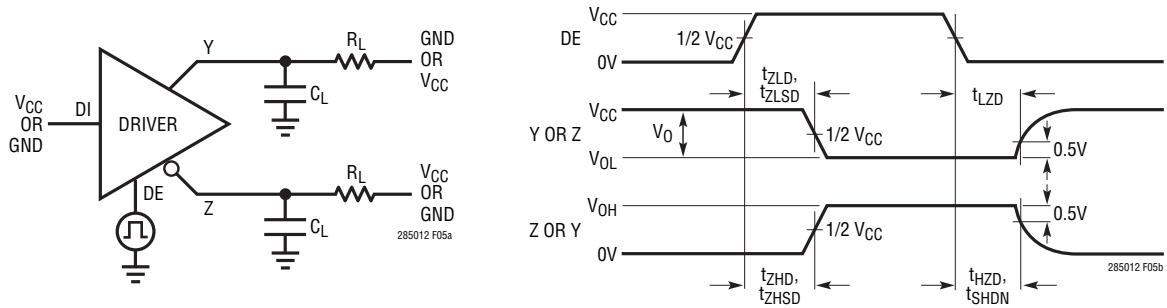 Y
RL
GND
OR
VCC
CL
VCC
OR
GND
DI
DRIVER
DE
Z
RL
VCC
OR
GND
CL
285012 F05a
DE
VCC
1/2 VCC
0V
tZLD,
tZLSD
tLZD
Y OR Z
VCC
VO
1/2 VCC
VOL
0.5V
Z OR Y
VOH
1/2 VCC
0V
0.5V
tZHD,
tZHSD
tHZD,
tSHDN
285012 F05b